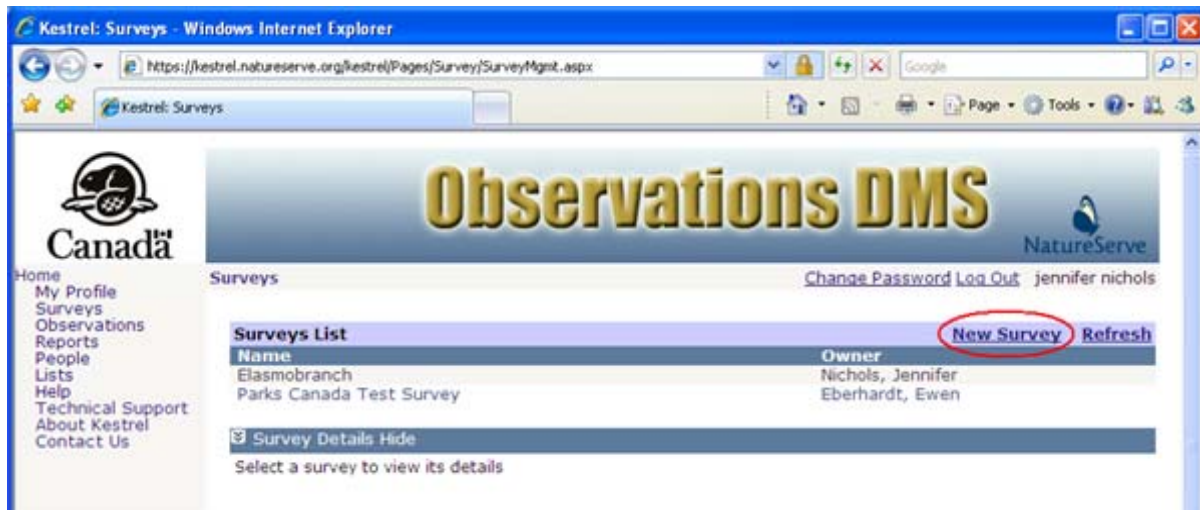 Kestrel: Surveys - Windows Internet Explorer
https://kestrel.natureserve.org/kestrel/Pages/Survey/SurveyMgmt.aspx
Google
Kestrel: Surveys
Page
Tools
Canada
Observations DMS
NatureServe
Home
My Profile
Surveys
Observations
Reports
People
Lists
Help
Technical Support
About Kestrel
Contact Us
Surveys
Change Password Log Out jennifer nichols
Surveys List New Survey Refresh
Name Owner
Elasmobranch Nichols, Jennifer
Parks Canada Test Survey Eberhardt, Ewen
Survey Details Hide
Select a survey to view its details